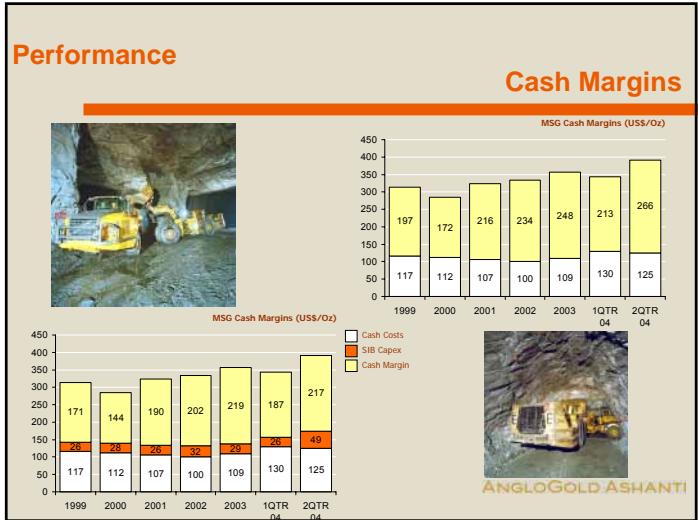 Performance
Cash Margins
MSG Cash Margins (US$/Oz)
450
400
350
300
250
200
150
100
50
0
197 172 216 234 248 213 266
117 112 107 100 109 130 125
1999 2000 2001 2002 2003 1QTR 2QTR
04 04
MSG Cash Margins (US$/Oz)
Cash Costs
SIB Capex
Cash Margin
450
400
350
300
250
200
150
100
50
0
171 144 190 202 219 187 217
26 28 26 32 29 26 49
117 112 107 100 109 130 125
1999 2000 2001 2002 2003 1QTR 2QTR
04 04
ANGLOGOLD ASHANTI